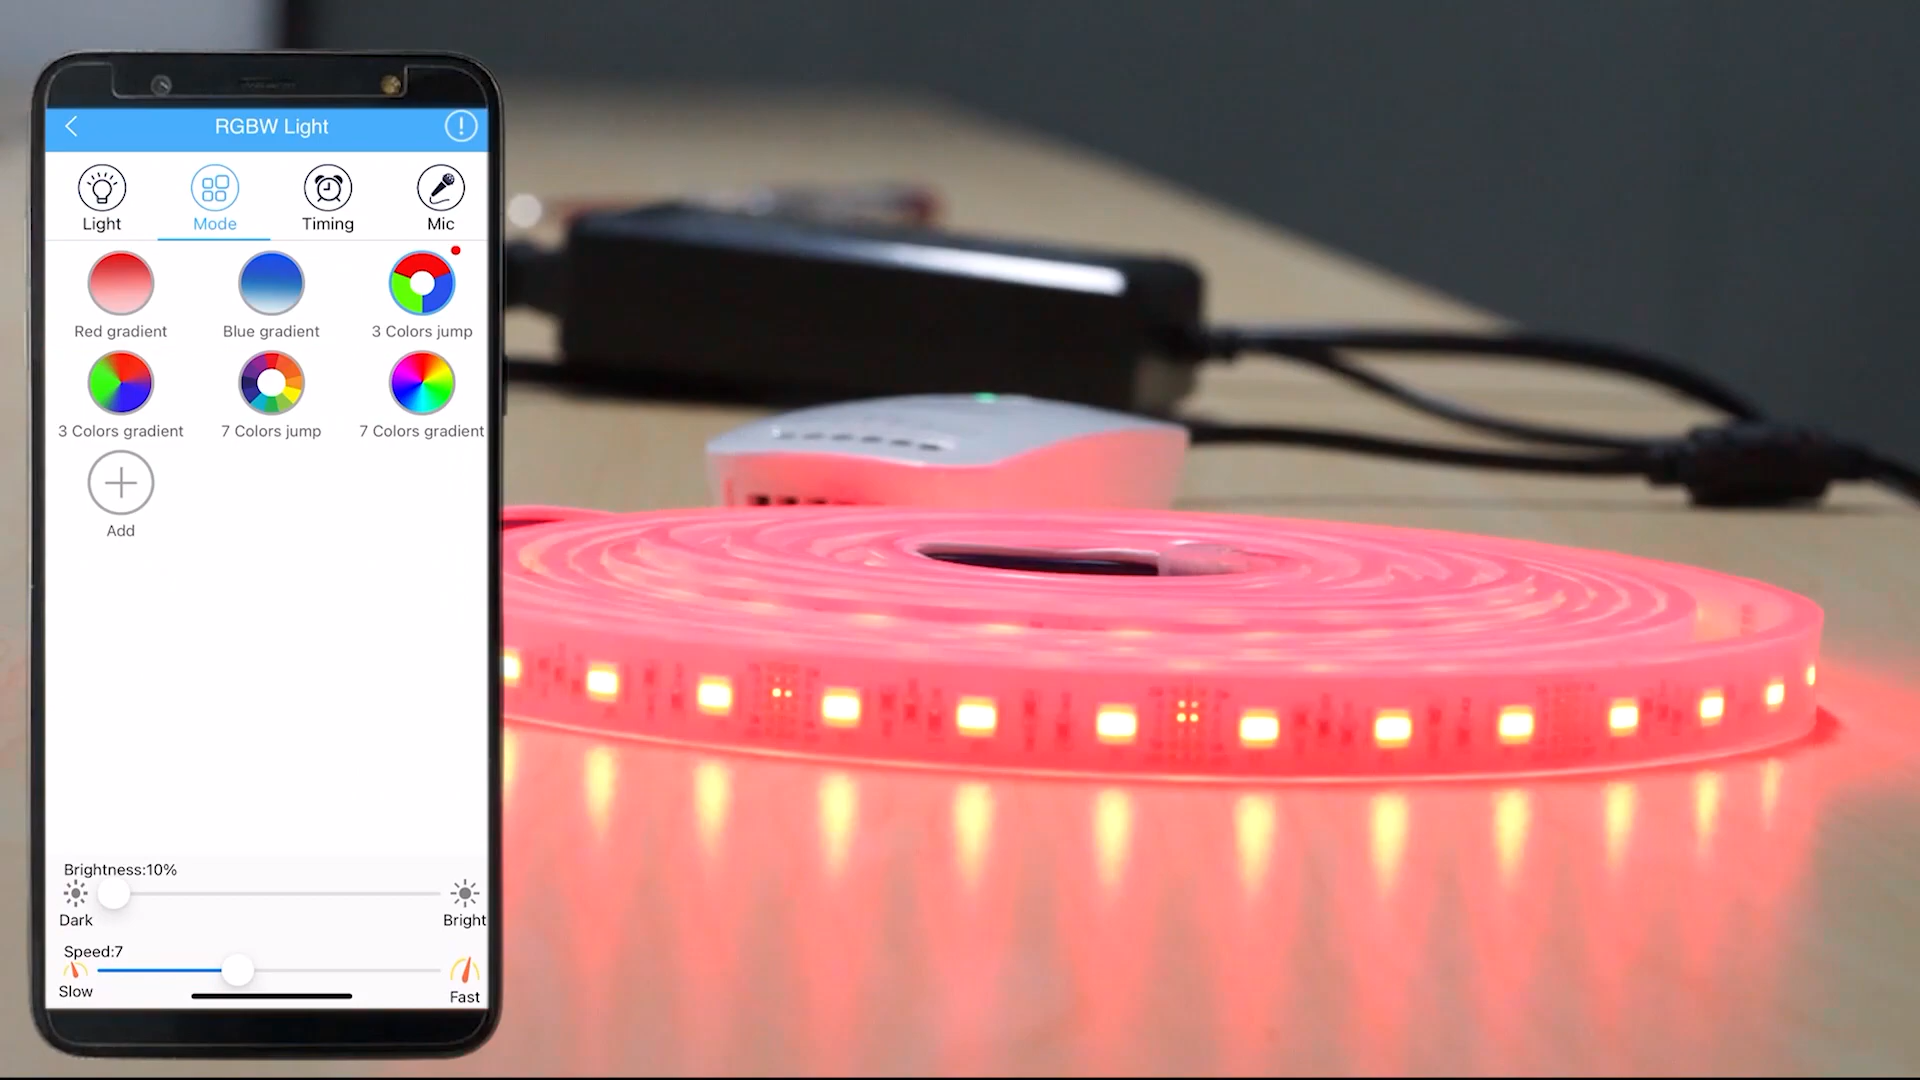 RGBW Light
Light
Mode
Timing
Mic
Red gradient
Blue gradient
3 Colors jump
3 Colors gradient
7 Colors jump
7 Colors gradient
Add
Brightness:10%
Dark
Bright
Speed:7
Slow
Fast